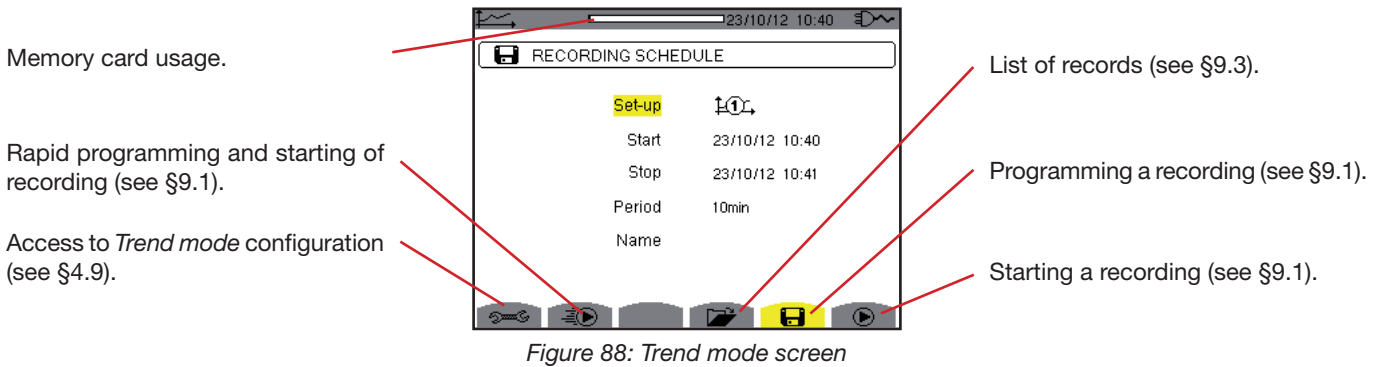 23/10/12 10:40
RECORDING SCHEDULE
Set-up 1
Start 23/10/12 10:40
Stop 23/10/12 10:41
Period 10min
Name
Memory card usage.
Rapid programming and starting of
recording (see §9.1).
Access to Trend mode configuration
(see §4.9).
List of records (see §9.3).
Programming a recording (see §9.1).
Starting a recording (see §9.1).
Figure 88: Trend mode screen